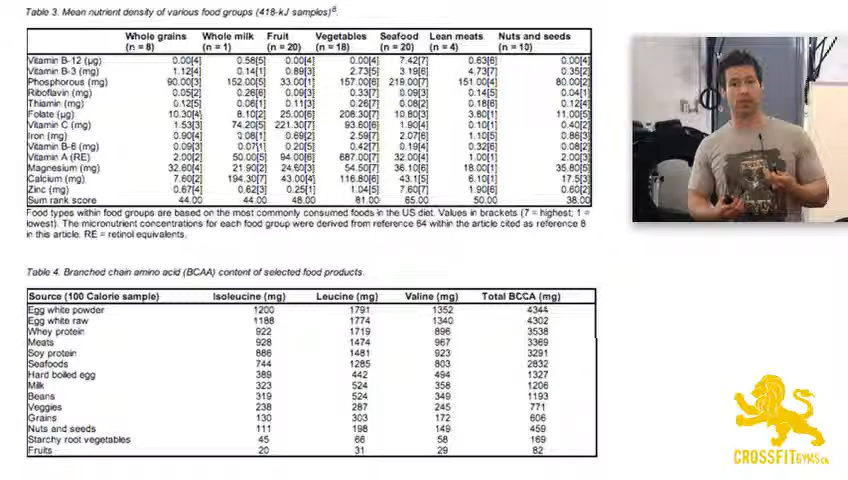 Table 3. Mean nutrient density of various food groups (418-kJ samples)⁸.
Whole grains (n = 8) Whole milk (n = 1) Fruit (n = 20) Vegetables (n = 18) Seafood (n = 20) Lean meats (n = 4) Nuts and seeds (n = 10)
Vitamin B-12 (µg) 0.00[4] 0.58[5] 0.00[4] 0.00[4] 7.42[7] 0.63[6] 0.00[4]
Vitamin B-3 (mg) 1.12[4] 0.14[1] 0.89[3] 2.73[5] 3.19[6] 4.73[7] 0.35[2]
Phosphorous (mg) 90.00[3] 152.00[5] 33.00[1] 157.00[6] 219.00[7] 151.00[4] 80.00[2]
Riboflavin (mg) 0.05[2] 0.26[6] 0.09[3] 0.33[7] 0.09[3] 0.14[5] 0.04[1]
Thiamin (mg) 0.12[5] 0.06[1] 0.11[3] 0.26[7] 0.08[2] 0.18[6] 0.12[4]
Folate (µg) 10.30[4] 8.10[2] 25.00[6] 208.30[7] 10.80[3] 3.80[1] 11.00[5]
Vitamin C (mg) 1.53[3] 74.20[5] 221.30[7] 93.60[6] 1.90[4] 0.10[1] 0.40[2]
Iron (mg) 0.90[4] 0.08[1] 0.69[2] 2.59[7] 2.07[6] 1.10[5] 0.86[3]
Vitamin B-6 (mg) 0.09[3] 0.07[1] 0.20[5] 0.42[7] 0.19[4] 0.32[6] 0.08[2]
Vitamin A (RE) 2.00[2] 50.00[5] 94.00[6] 687.00[7] 32.00[4] 1.00[1] 2.00[3]
Magnesium (mg) 32.60[4] 21.90[2] 24.60[3] 54.50[7] 36.10[6] 18.00[1] 35.80[5]
Calcium (mg) 7.60[2] 194.30[7] 43.00[4] 116.80[6] 43.1[5] 6.10[1] 17.5[3]
Zinc (mg) 0.67[4] 0.62[3] 0.25[1] 1.04[5] 7.60[7] 1.90[6] 0.60[2]
Sum rank score 44.00 44.00 48.00 81.00 65.00 50.00 38.00
Food types within food groups are based on the most commonly consumed foods in the US diet. Values in brackets (7 = highest; 1 =
lowest). The micronutrient concentrations for each food group were derived from reference 64 within the article cited as reference 8
in this article. RE = retinol equivalents.
Table 4. Branched chain amino acid (BCAA) content of selected food products.
Source (100 Calorie sample) Isoleucine (mg) Leucine (mg) Valine (mg) Total BCCA (mg)
Egg white powder 1200 1791 1352 4344
Egg white raw 1188 1774 1340 4302
Whey protein 922 1719 896 3538
Meats 928 1474 967 3369
Soy protein 886 1481 923 3291
Seafoods 744 1285 803 2832
Hard boiled egg 389 442 494 1327
Milk 323 524 358 1206
Beans 319 524 349 1193
Veggies 238 287 245 771
Grains 130 303 172 606
Nuts and seeds 111 198 149 459
Starchy root vegetables 45 66 58 169
Fruits 20 31 29 82
CROSSFITGYMS.CA